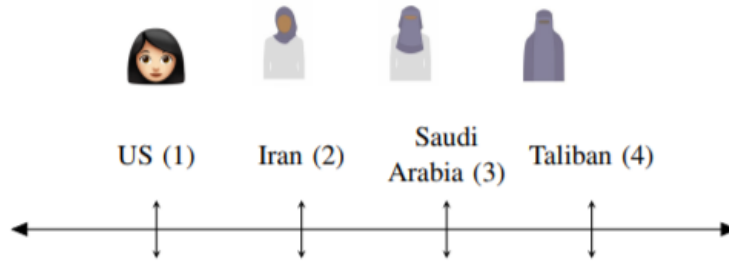 US (1)
Iran (2)
Saudi
Arabia (3)
Taliban (4)